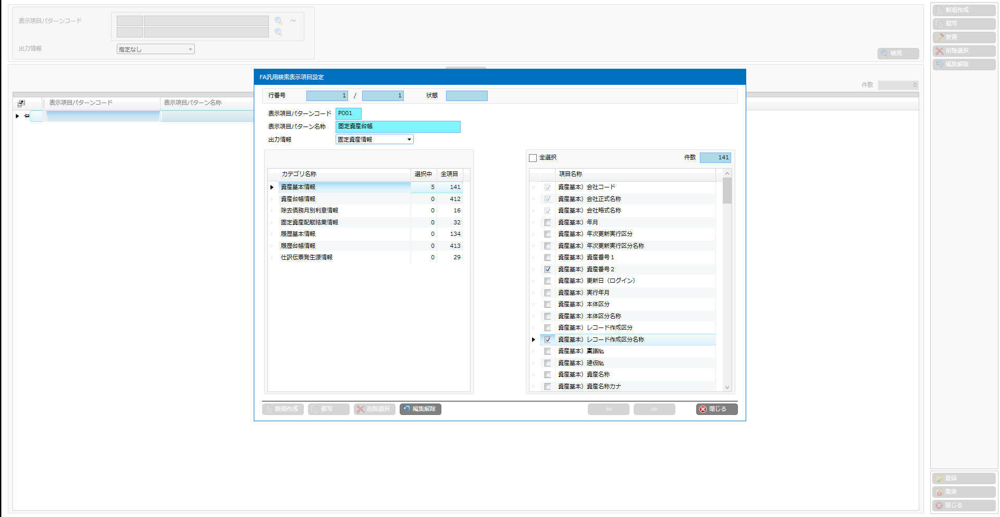 表示項目パターンコード
～
出力情報
指定なし
検索
新規作成
複写
変更
削除選択
編集解除
件数 0
表示項目パターンコード 表示項目パターン名称
FA汎用検索表示項目設定
行番号 1 / 1 状態
表示項目パターンコード P001
表示項目パターン名称 固定資産台帳
出力情報 固定資産情報
カテゴリ名称 選択中 全項目
資産基本情報 5 141
資産台帳情報 0 412
除去債務月別利息情報 0 16
固定資産配賦結果情報 0 32
履歴基本情報 0 134
履歴台帳情報 0 413
仕訳伝票発生源情報 0 29
全選択 件数 141
項目名称
資産基本）会社コード
資産基本）会社正式名称
資産基本）会社略式名称
資産基本）年月
資産基本）年次更新実行区分
資産基本）年次更新実行区分名称
資産基本）資産番号１
資産基本）資産番号２
資産基本）更新日（ログイン）
資産基本）実行年月
資産基本）本体区分
資産基本）本体区分名称
資産基本）レコード作成区分
資産基本）レコード作成区分名称
資産基本）稟議№
資産基本）建仮№
資産基本）資産名称
資産基本）資産名称カナ
新規作成 複写 削除選択 編集解除 閉じる
登録
取消
閉じる